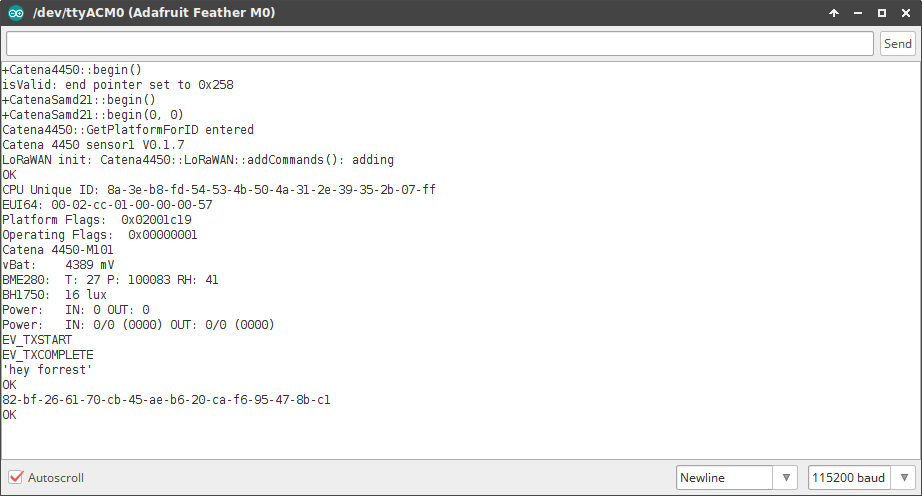 /dev/ttyACM0 (Adafruit Feather M0)
Send
+Catena4450::begin()
isValid: end pointer set to 0x258
+CatenaSamd21::begin()
+CatenaSamd21::begin(0, 0)
Catena4450::GetPlatformForID entered
Catena 4450 sensor1 V0.1.7
LoRaWAN init: Catena4450::LoRaWAN::addCommands(): adding
OK
CPU Unique ID: 8a-3e-b8-fd-54-53-4b-50-4a-31-2e-39-35-2b-07-ff
EUI64: 00-02-cc-01-00-00-00-57
Platform Flags:  0x02001c19
Operating Flags:  0x00000001
Catena 4450-M101
vBat:    4389 mV
BME280:  T: 27 P: 100083 RH: 41
BH1750:  16 lux
Power:   IN: 0 OUT: 0
Power:   IN: 0/0 (0000) OUT: 0/0 (0000)
EV_TXSTART
EV_TXCOMPLETE
'hey forrest'
OK
82-bf-26-61-70-cb-45-ae-b6-20-ca-f6-95-47-8b-c1
OK
Autoscroll
Newline
115200 baud